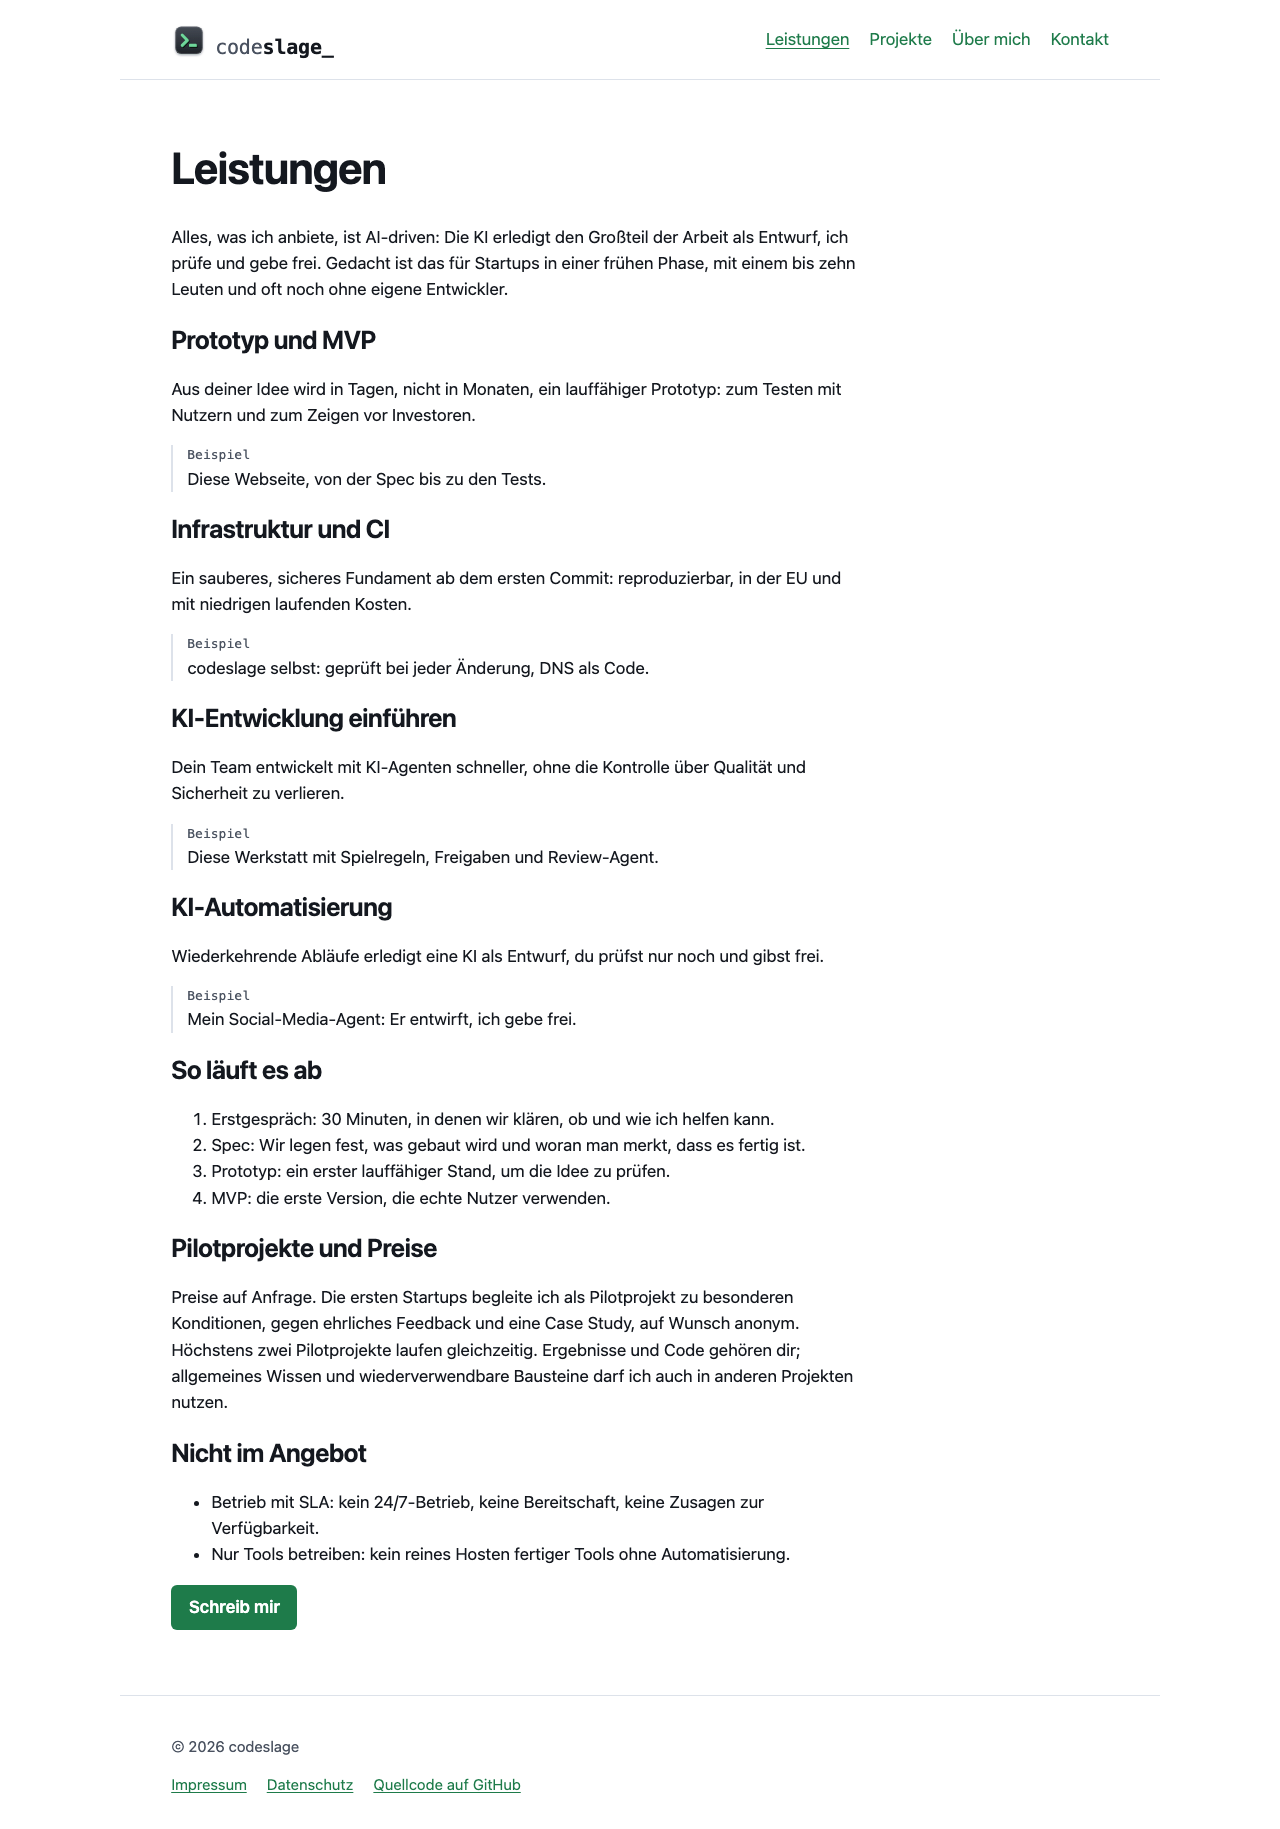 codeslage_
Leistungen Projekte Über mich Kontakt
Leistungen
Alles, was ich anbiete, ist AI-driven: Die KI erledigt den Großteil der Arbeit als Entwurf, ich
prüfe und gebe frei. Gedacht ist das für Startups in einer frühen Phase, mit einem bis zehn
Leuten und oft noch ohne eigene Entwickler.
Prototyp und MVP
Aus deiner Idee wird in Tagen, nicht in Monaten, ein lauffähiger Prototyp: zum Testen mit
Nutzern und zum Zeigen vor Investoren.
Beispiel
Diese Webseite, von der Spec bis zu den Tests.
Infrastruktur und CI
Ein sauberes, sicheres Fundament ab dem ersten Commit: reproduzierbar, in der EU und
mit niedrigen laufenden Kosten.
Beispiel
codeslage selbst: geprüft bei jeder Änderung, DNS als Code.
KI-Entwicklung einführen
Dein Team entwickelt mit KI-Agenten schneller, ohne die Kontrolle über Qualität und
Sicherheit zu verlieren.
Beispiel
Diese Werkstatt mit Spielregeln, Freigaben und Review-Agent.
KI-Automatisierung
Wiederkehrende Abläufe erledigt eine KI als Entwurf, du prüfst nur noch und gibst frei.
Beispiel
Mein Social-Media-Agent: Er entwirft, ich gebe frei.
So läuft es ab
1. Erstgespräch: 30 Minuten, in denen wir klären, ob und wie ich helfen kann.
2. Spec: Wir legen fest, was gebaut wird und woran man merkt, dass es fertig ist.
3. Prototyp: ein erster lauffähiger Stand, um die Idee zu prüfen.
4. MVP: die erste Version, die echte Nutzer verwenden.
Pilotprojekte und Preise
Preise auf Anfrage. Die ersten Startups begleite ich als Pilotprojekt zu besonderen
Konditionen, gegen ehrliches Feedback und eine Case Study, auf Wunsch anonym.
Höchstens zwei Pilotprojekte laufen gleichzeitig. Ergebnisse und Code gehören dir;
allgemeines Wissen und wiederverwendbare Bausteine darf ich auch in anderen Projekten
nutzen.
Nicht im Angebot
• Betrieb mit SLA: kein 24/7-Betrieb, keine Bereitschaft, keine Zusagen zur
Verfügbarkeit.
• Nur Tools betreiben: kein reines Hosten fertiger Tools ohne Automatisierung.
Schreib mir
© 2026 codeslage
Impressum Datenschutz Quellcode auf GitHub